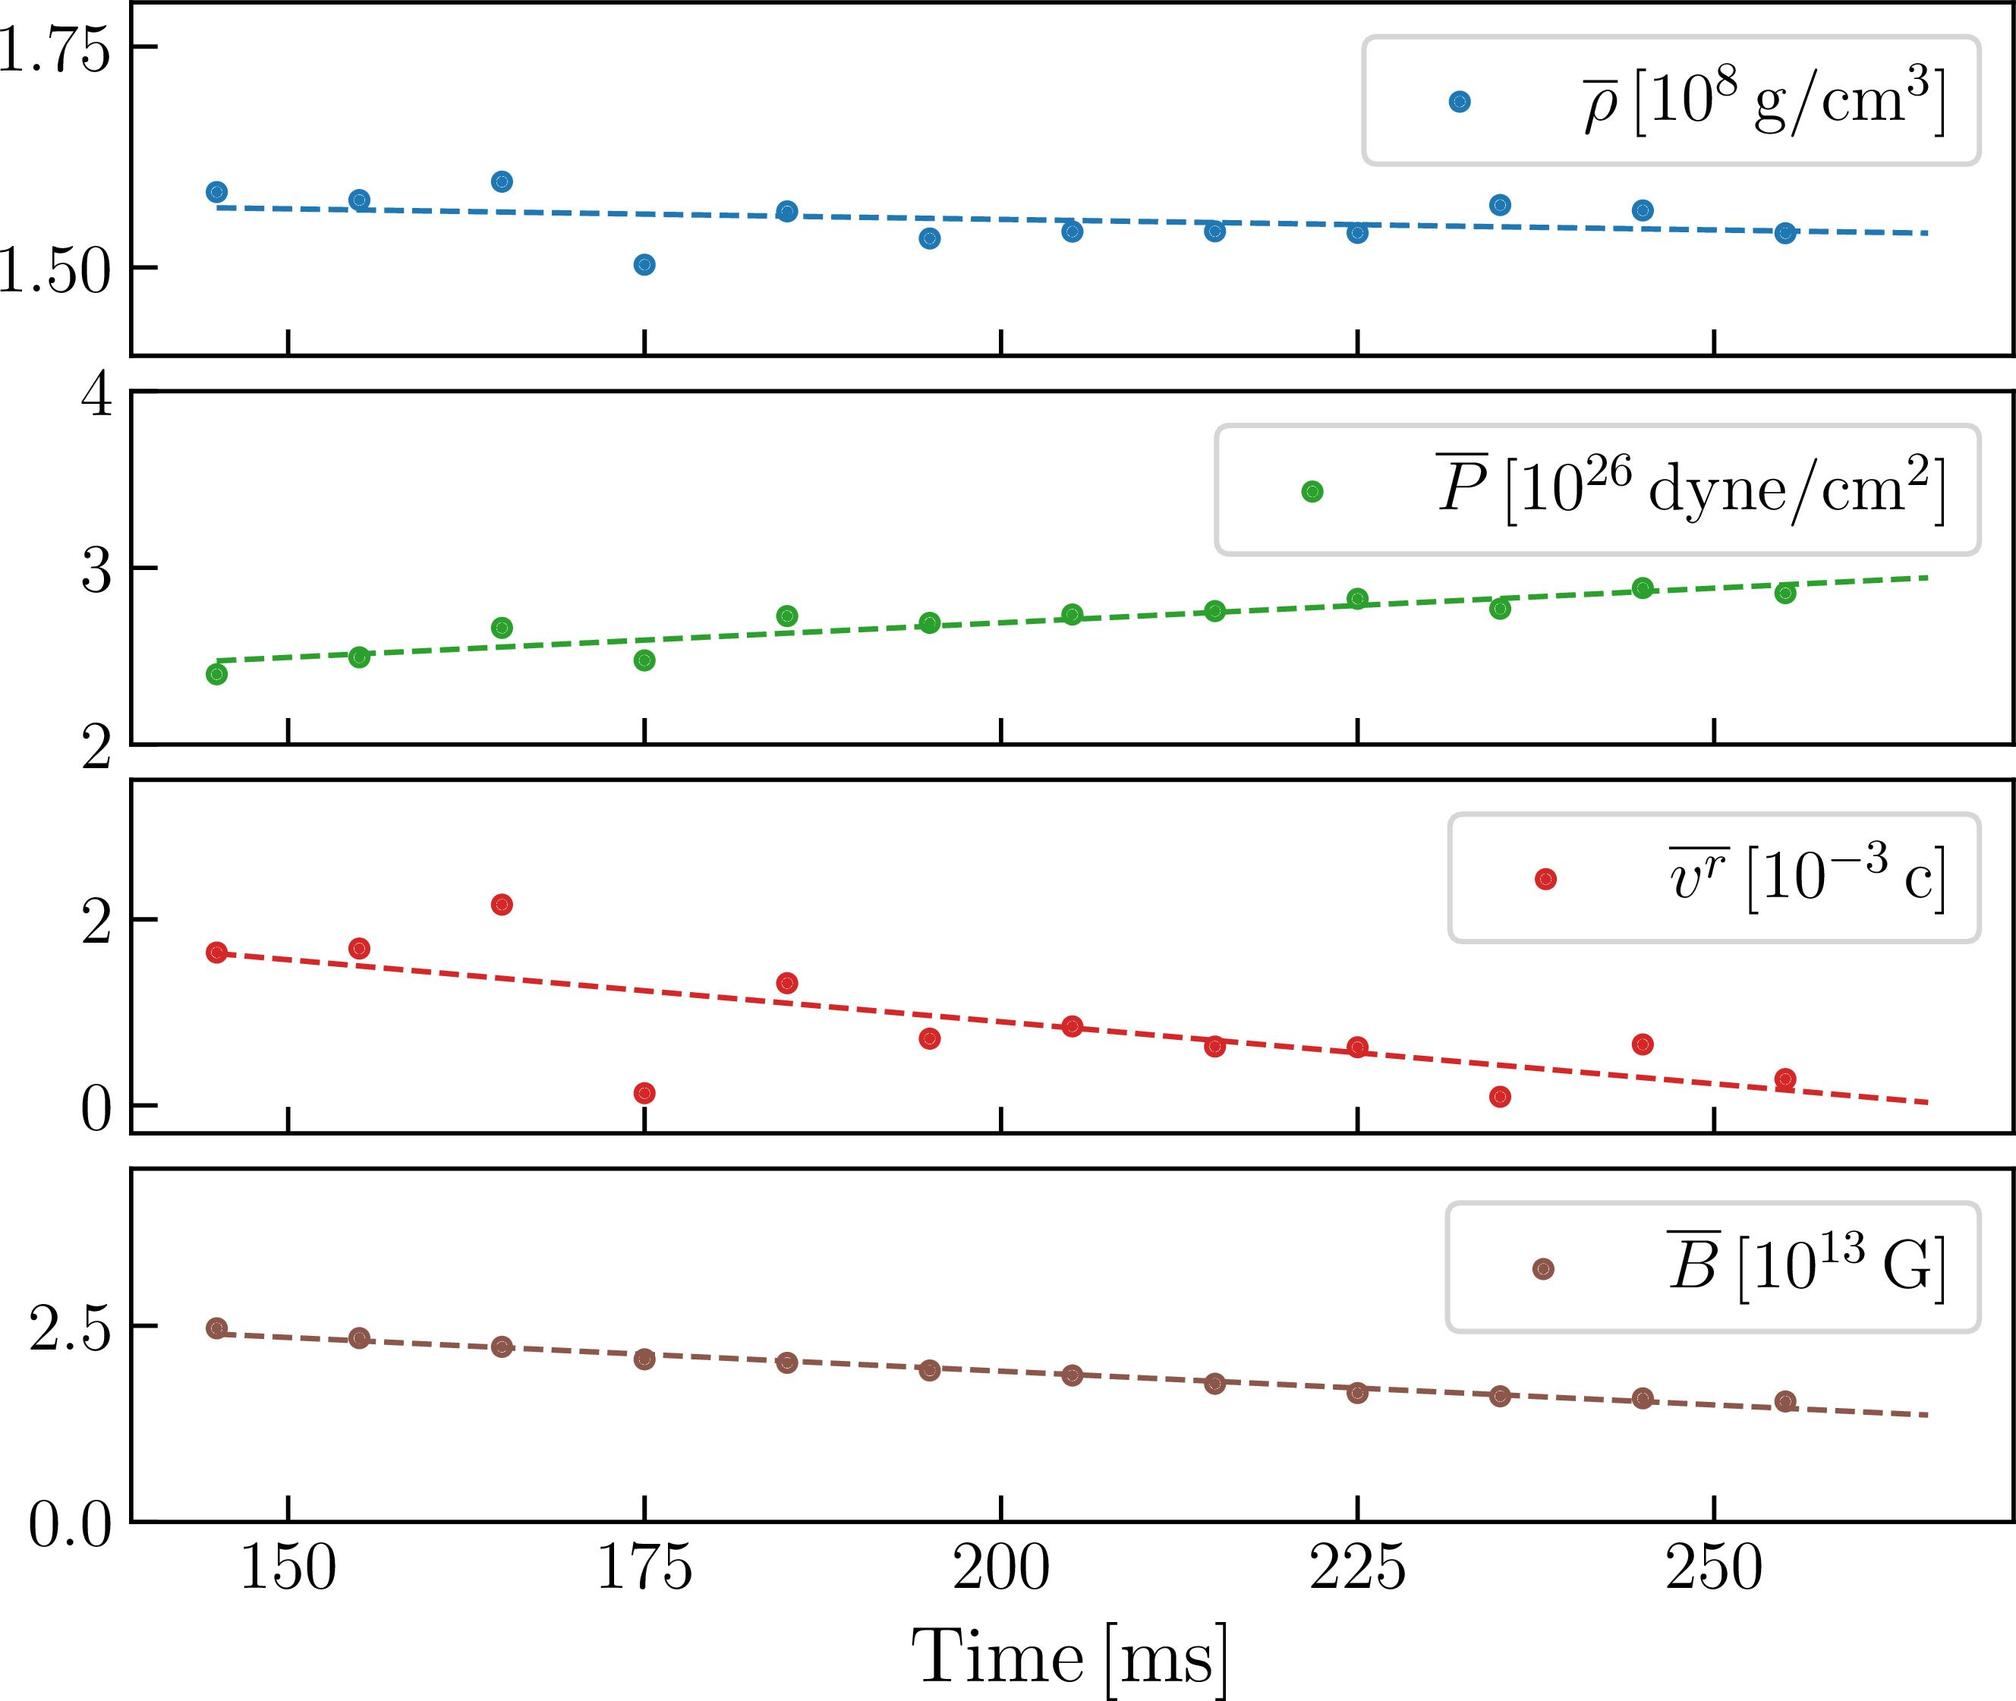 1.75
1.50
ρ̅ [10⁸ g/cm³]
4
3
2
P̅ [10²⁶ dyne/cm²]
2
0
v̅ʳ̅ [10⁻³ c]
2.5
0.0
B̅ [10¹³ G]
150 175 200 225 250
Time [ms]